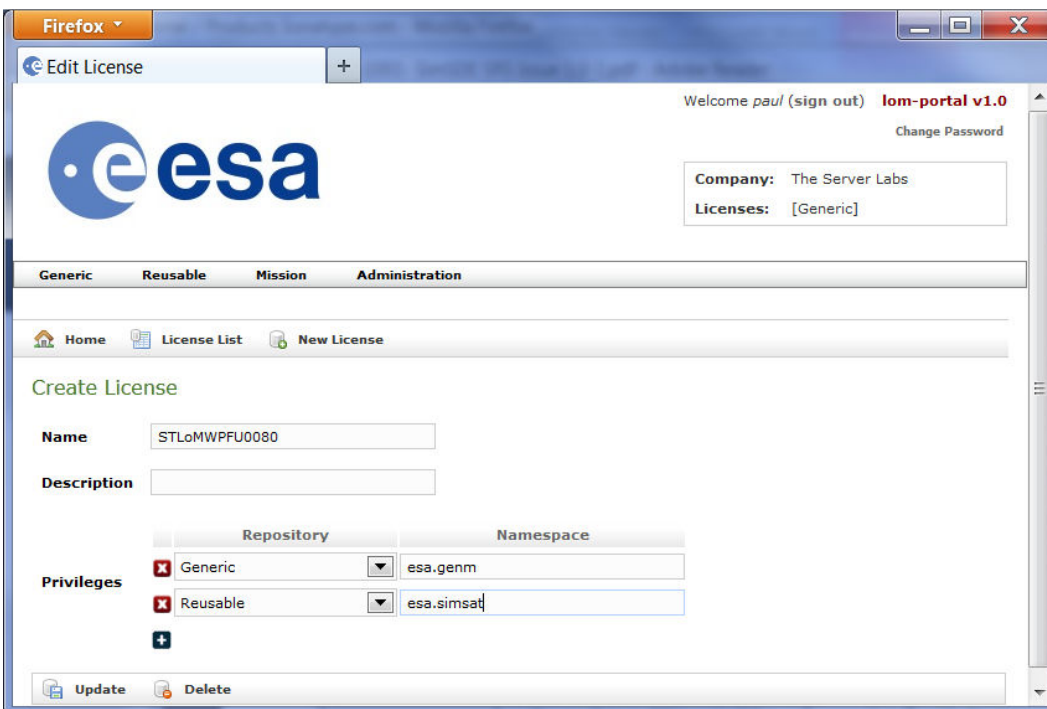 Firefox
Edit License
+
Welcome paul (sign out) lom-portal v1.0
Change Password
esa
Company: The Server Labs
Licenses: [Generic]
Generic Reusable Mission Administration
Home License List New License
Create License
Name STLoMWPFU0080
Description
Repository Namespace
Privileges
Generic esa.genm
Reusable esa.simsat
Update Delete